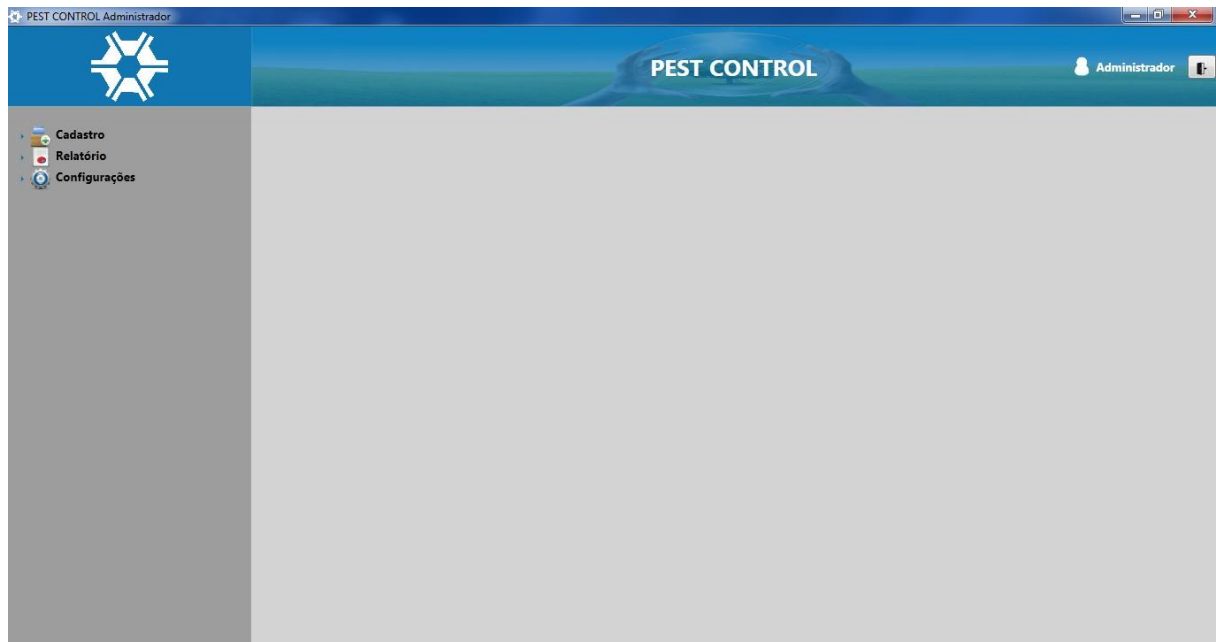 PEST CONTROL Administrador
PEST CONTROL
Administrador
Cadastro
Relatório
Configurações